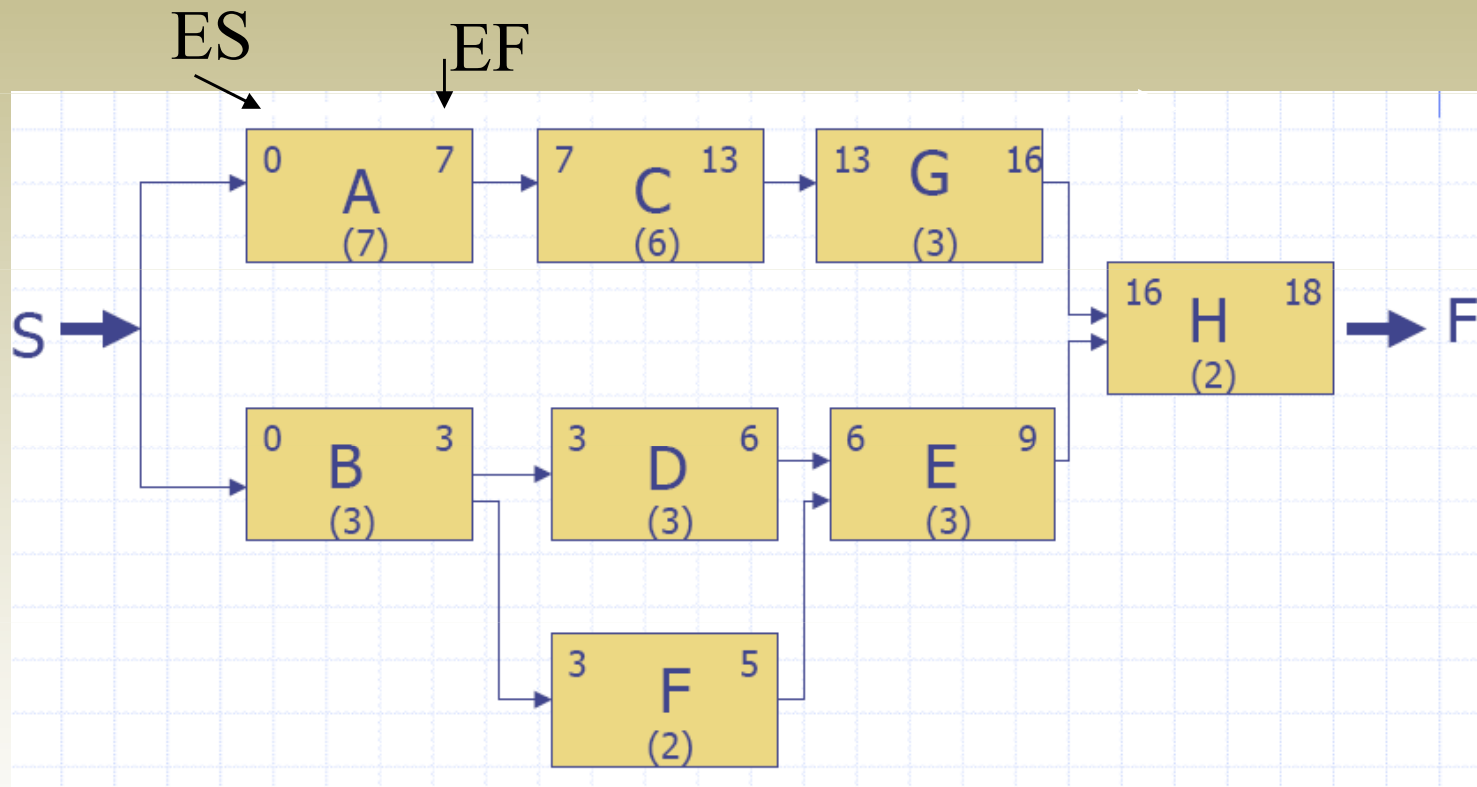 ES
EF
0 A 7
(7)
7 C 13
(6)
13 G 16
(3)
S
16 H 18
(2)
F
0 B 3
(3)
3 D 6
(3)
6 E 9
(3)
3 F 5
(2)